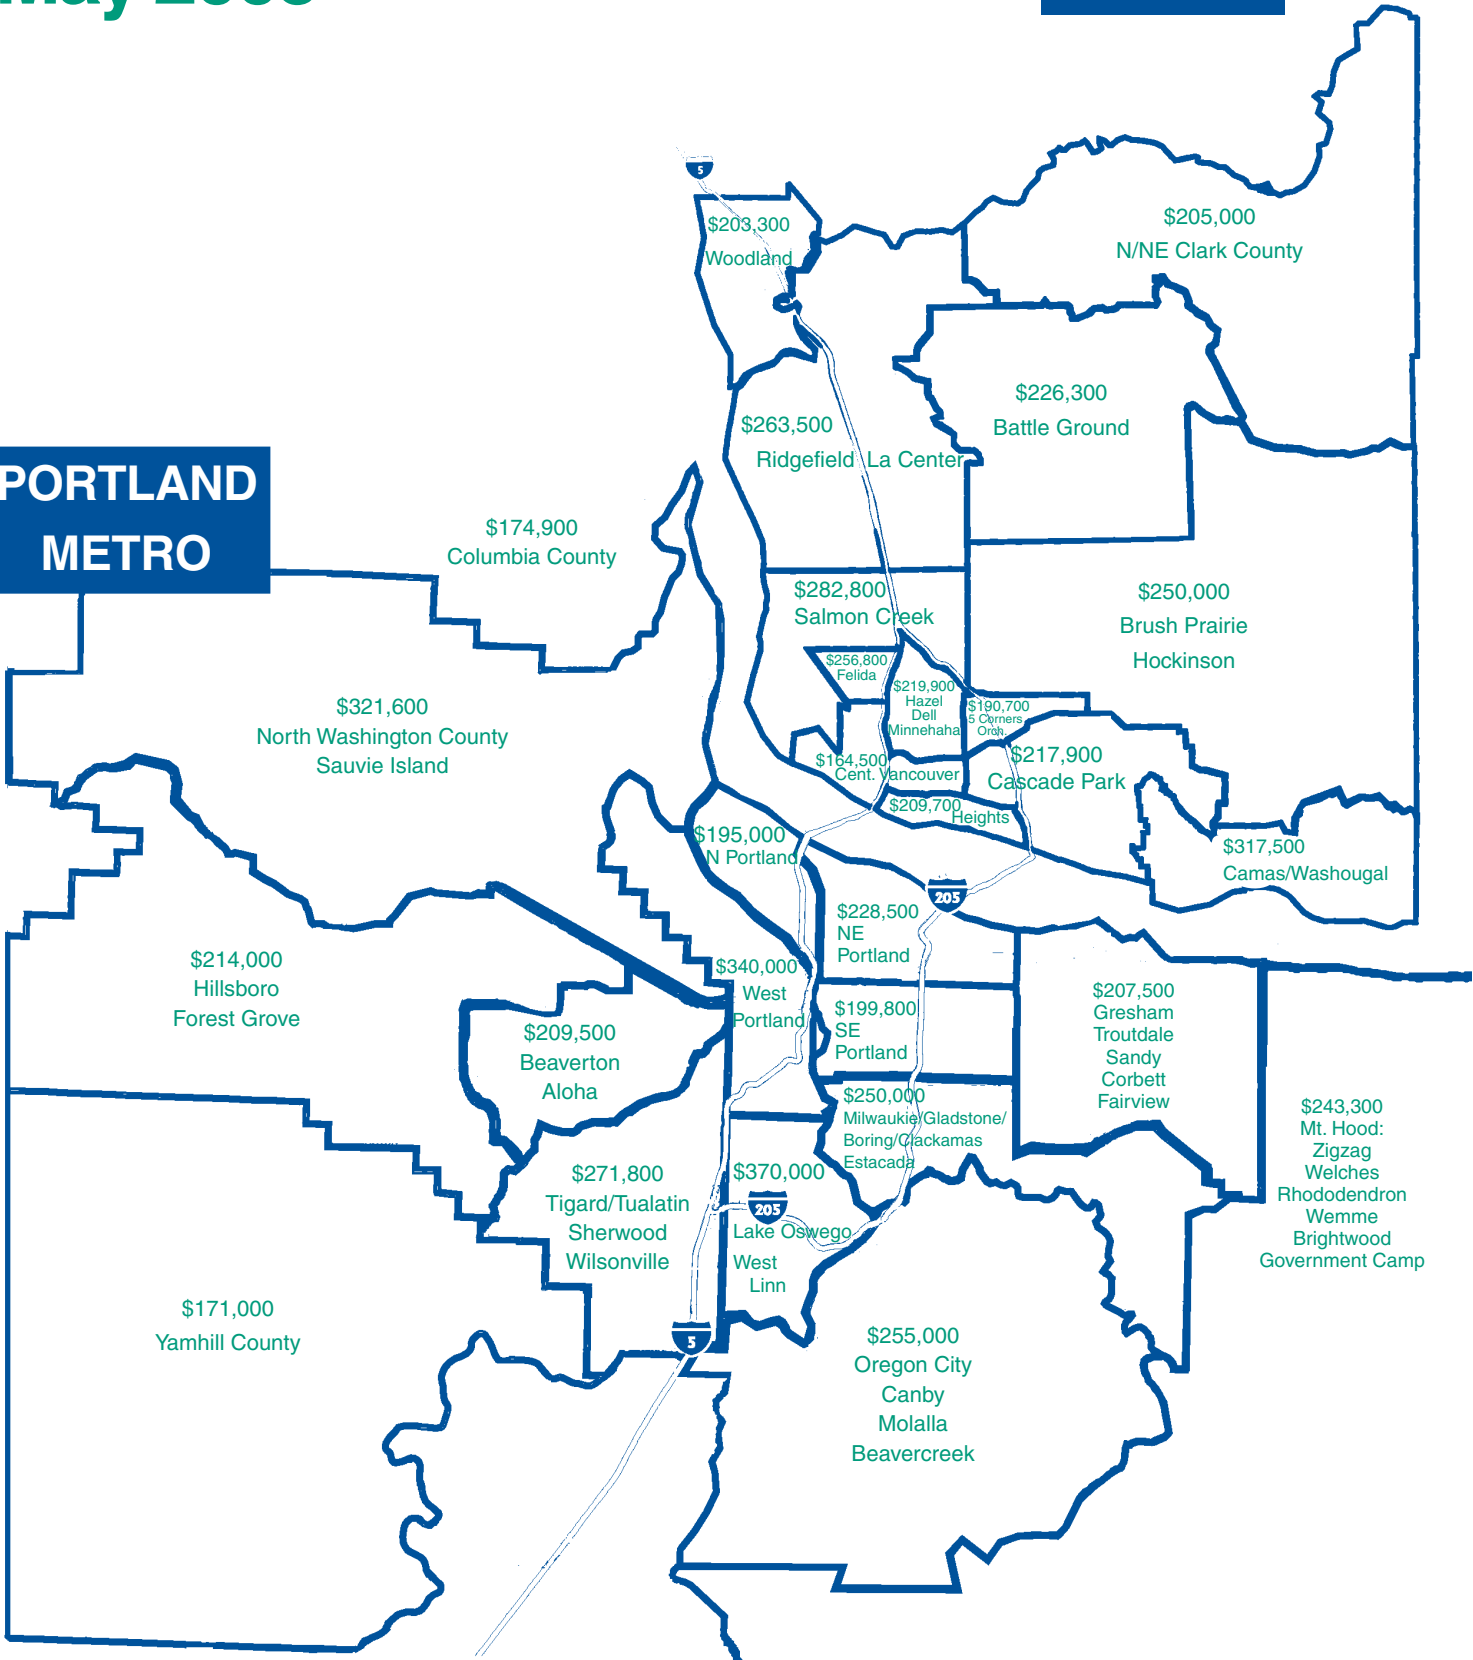 May
5
$203,300
Woodland
$205,000
N/NE Clark County
$226,300
Battle Ground
$263,500
Ridgefield La Center
PORTLAND
METRO
$174,900
Columbia County
$282,800
Salmon Creek
$250,000
Brush Prairie
Hockinson
$256,800
Felida
$219,900
Hazel
Dell
Minnehaha
$190,700
5 Corners
Orch.
$321,600
North Washington County
Sauvie Island
$164,500
Cent. Vancouver
$217,900
Cascade Park
$209,700
Heights
$195,000
N Portland
$317,500
Camas/Washougal
205
$228,500
NE
Portland
$214,000
Hillsboro
Forest Grove
$340,000
West
Portland
$199,800
SE
Portland
$207,500
Gresham
Troutdale
Sandy
Corbett
Fairview
$209,500
Beaverton
Aloha
$250,000
Milwaukie/Gladstone/
Boring/Clackamas
Estacada
$243,300
Mt. Hood:
Zigzag
Welches
Rhododendron
Wemme
Brightwood
Government Camp
$271,800
Tigard/Tualatin
Sherwood
Wilsonville
$370,000
205
Lake Oswego
West
Linn
$171,000
Yamhill County
5
$255,000
Oregon City
Canby
Molalla
Beavercreek